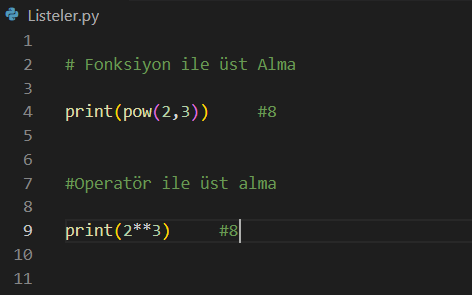 Listeler.py
1
2 # Fonksiyon ile üst Alma
3
4 print(pow(2,3)) #8
5
6
7 #Operatör ile üst alma
8
9 print(2**3) #8
10
11